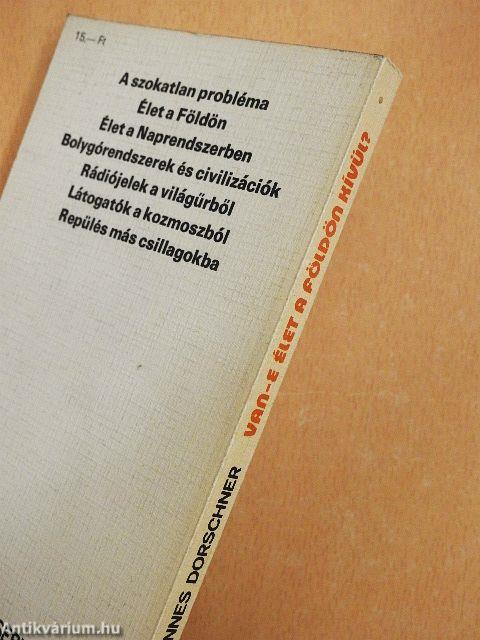 15,— Ft
A szokatlan probléma
Élet a Földön
Élet a Naprendszerben
Bolygórendszerek és civilizációk
Rádiójelek a világűrből
Látogatók a kozmoszból
Repülés más csillagokba
NNES DORSCHNER VAN-E ÉLET A FÖLDÖN KÍVÜL?
Antikvárium.hu